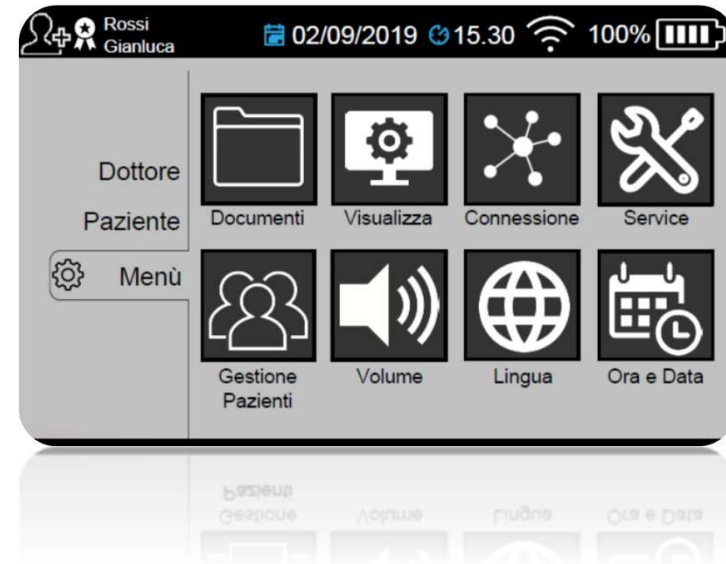 Rossi
Gianluca
02/09/2019
15.30
100%
Dottore
Paziente
Menù
Documenti
Visualizza
Connessione
Service
Gestione
Pazienti
Volume
Lingua
Ora e Data